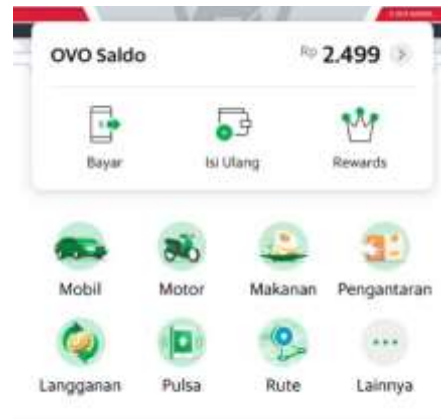 OVO Saldo Rp 2.499
Bayar Isi Ulang Rewards
Mobil Motor Makanan Pengantaran
Langganan Pulsa Rute Lainnya